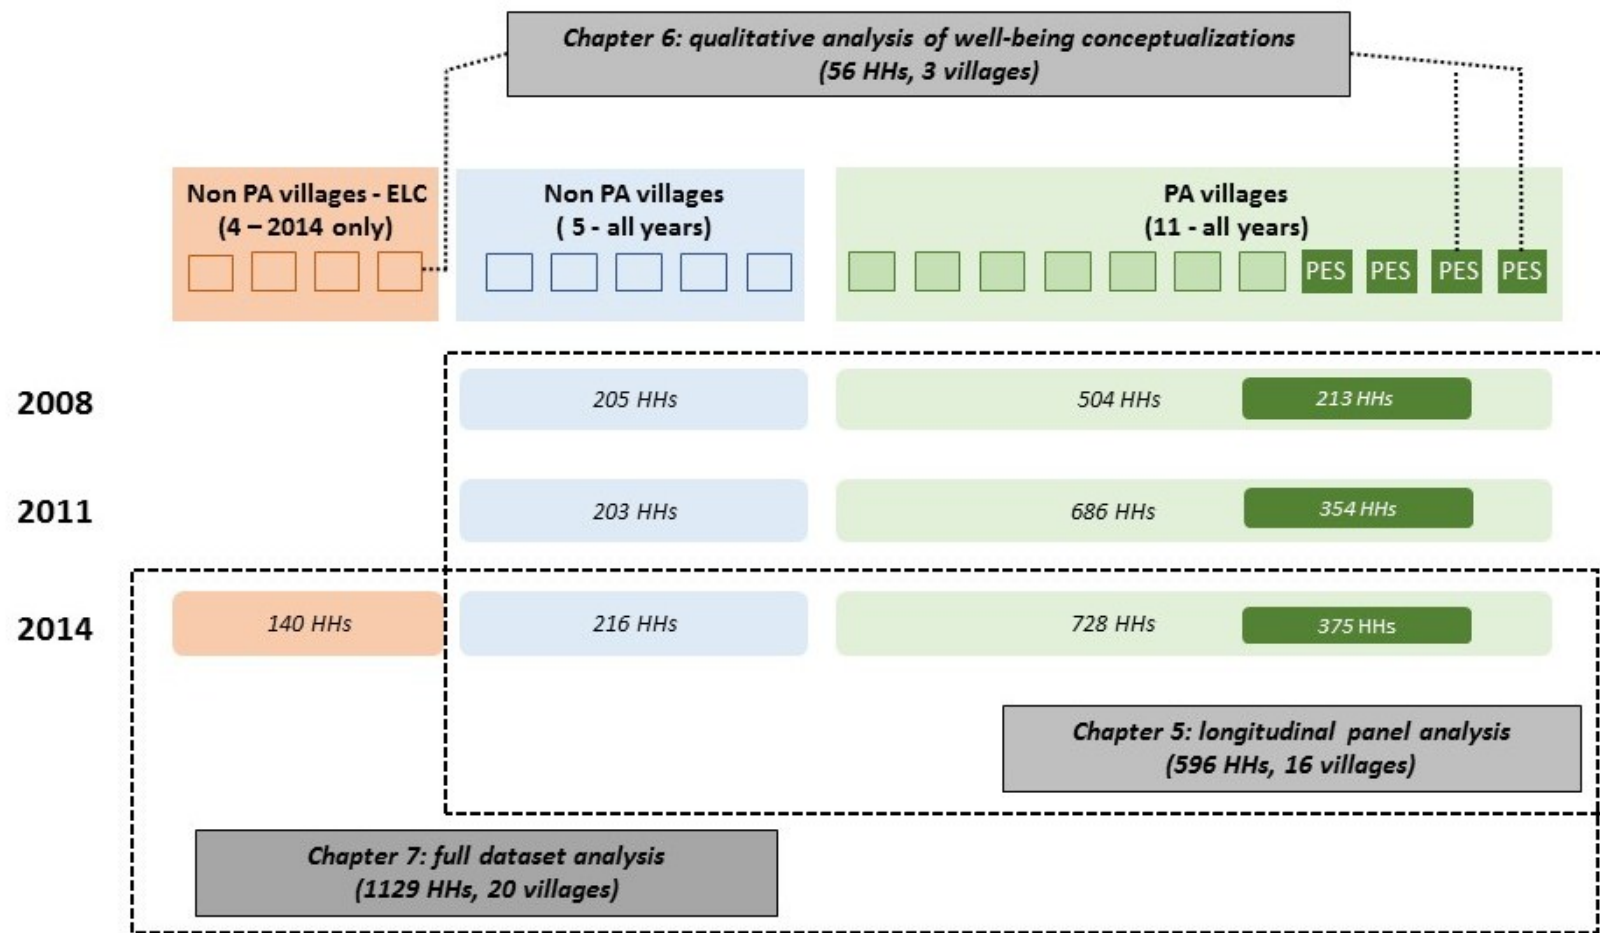 Chapter 6: qualitative analysis of well-being conceptualizations
(56 HHs, 3 villages)
Non PA villages - ELC
(4 – 2014 only)
Non PA villages
( 5 - all years)
PA villages
(11 - all years)
PES PES PES PES
2008
205 HHs
504 HHs
213 HHs
2011
203 HHs
686 HHs
354 HHs
2014
140 HHs
216 HHs
728 HHs
375 HHs
Chapter 5: longitudinal panel analysis
(596 HHs, 16 villages)
Chapter 7: full dataset analysis
(1129 HHs, 20 villages)